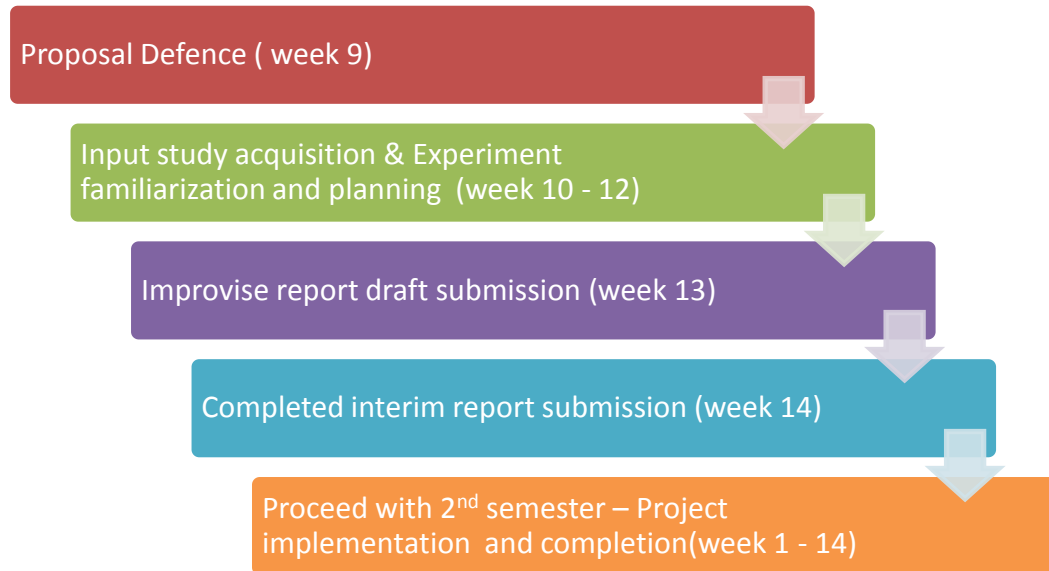 Proposal Defence ( week 9)
Input study acquisition & Experiment
familiarization and planning  (week 10 - 12)
Improvise report draft submission (week 13)
Completed interim report submission (week 14)
Proceed with 2nd semester – Project
implementation  and completion(week 1 - 14)